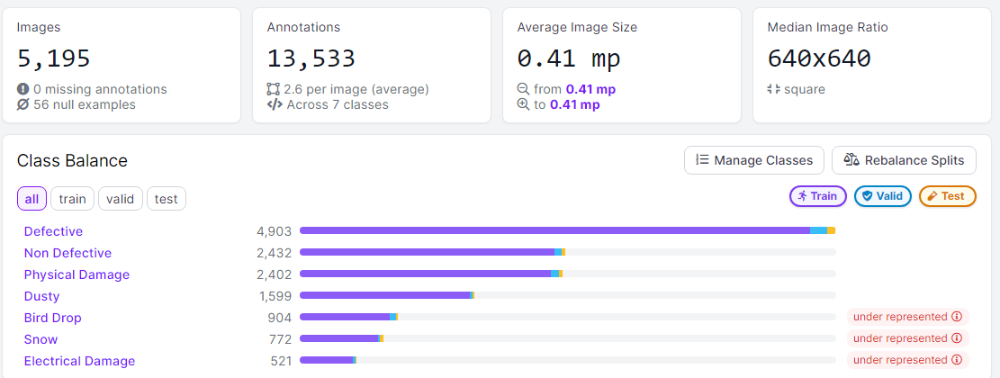 Images
5,195
0 missing annotations
56 null examples
Annotations
13,533
2.6 per image (average)
Across 7 classes
Average Image Size
0.41 mp
from 0.41 mp
to 0.41 mp
Median Image Ratio
640x640
square
Class Balance
Manage Classes
Rebalance Splits
all train valid test
Train Valid Test
Defective 4,903
Non Defective 2,432
Physical Damage 2,402
Dusty 1,599
Bird Drop 904 under represented
Snow 772 under represented
Electrical Damage 521 under represented